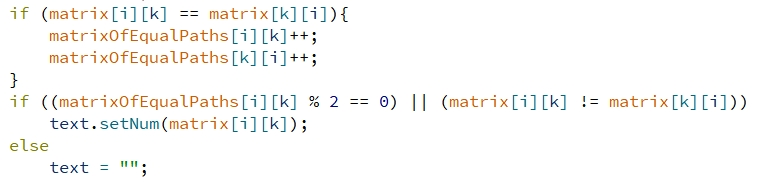 if (matrix[i][k] == matrix[k][i]){
    matrixOfEqualPaths[i][k]++;
    matrixOfEqualPaths[k][i]++;
}
if ((matrixOfEqualPaths[i][k] % 2 == 0) || (matrix[i][k] != matrix[k][i]))
    text.setNum(matrix[i][k]);
else
    text = "";